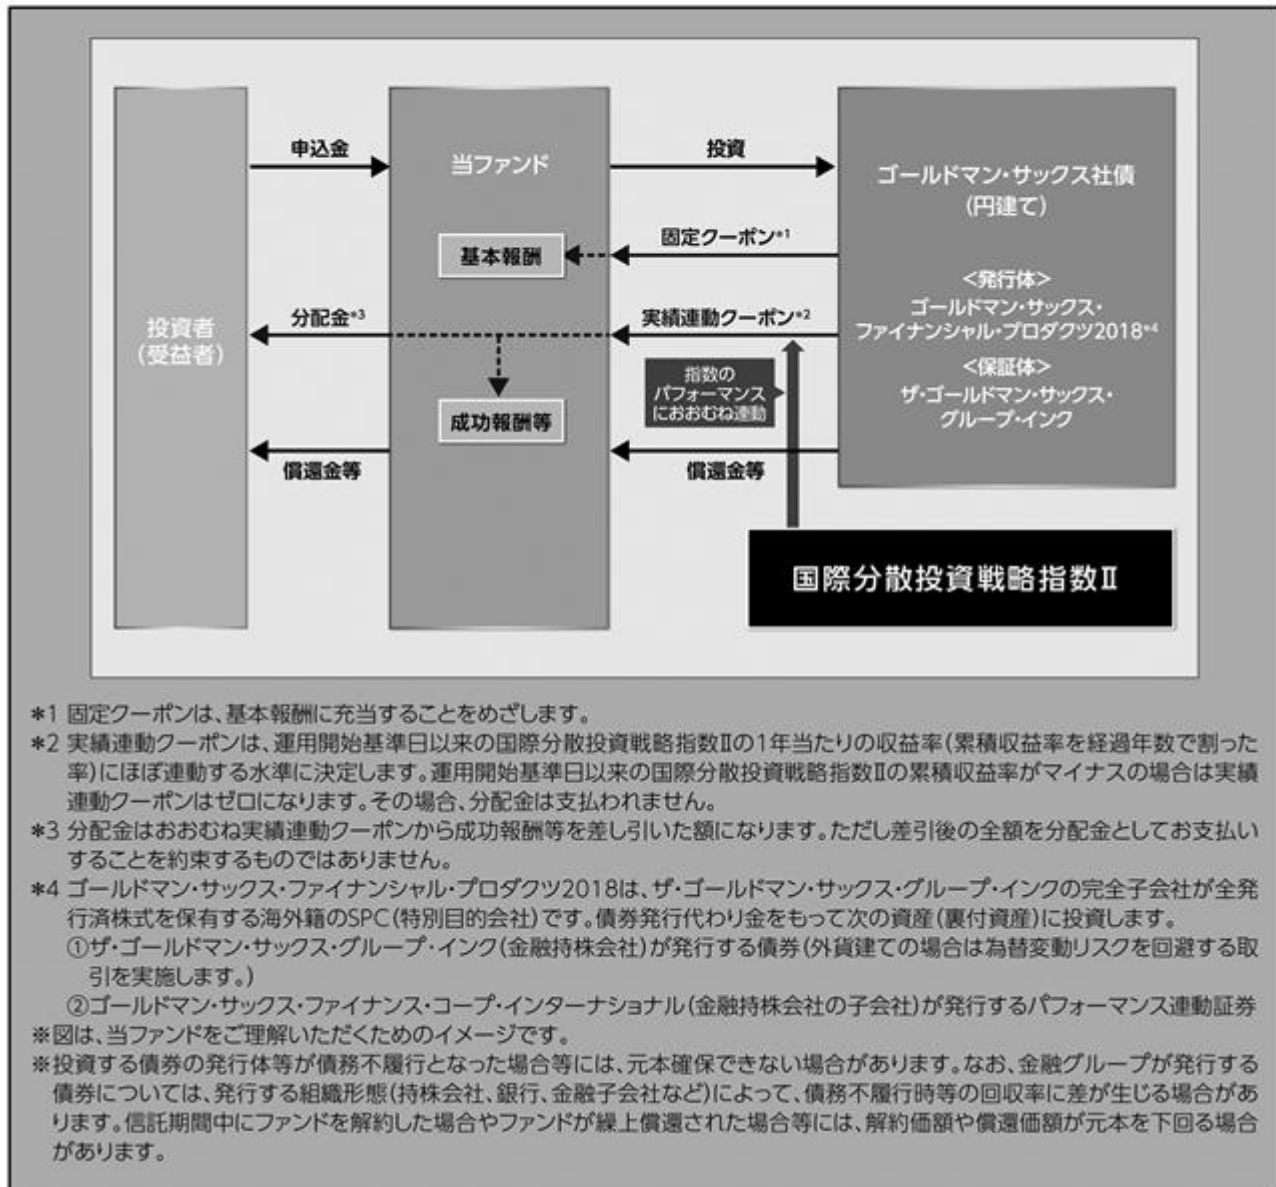 申込金
当ファンド
投資
ゴールドマン・サックス社債
(円建て)
固定クーポン*1
基本報酬
<発行体>
ゴールドマン・サックス・
ファイナンシャル・プロダクツ2018*4
分配金*3
実績連動クーポン*2
投資者
(受益者)
<保証体>
ザ・ゴールドマン・サックス・
グループ・インク
指数の
パフォーマンス
におおむね連動
成功報酬等
償還金等
償還金等
国際分散投資戦略指数Ⅱ
*1 固定クーポンは、基本報酬に充当することをめざします。
*2 実績連動クーポンは、運用開始基準日以来の国際分散投資戦略指数Ⅱの1年当たりの収益率(累積収益率を経過年数で割った
率)にほぼ連動する水準に決定します。運用開始基準日以来の国際分散投資戦略指数Ⅱの累積収益率がマイナスの場合は実績
連動クーポンはゼロになります。その場合、分配金は支払われません。
*3 分配金はおおむね実績連動クーポンから成功報酬等を差し引いた額になります。ただし差引後の全額を分配金としてお支払い
することを約束するものではありません。
*4 ゴールドマン・サックス・ファイナンシャル・プロダクツ2018は、ザ・ゴールドマン・サックス・グループ・インクの完全子会社が全発
行済株式を保有する海外籍のSPC(特別目的会社)です。債券発行代わり金をもって次の資産(裏付資産)に投資します。
①ザ・ゴールドマン・サックス・グループ・インク(金融持株会社)が発行する債券(外貨建ての場合は為替変動リスクを回避する取
引を実施します。)
②ゴールドマン・サックス・ファイナンス・コープ・インターナショナル(金融持株会社の子会社)が発行するパフォーマンス連動証券
※図は、当ファンドをご理解いただくためのイメージです。
※投資する債券の発行体等が債務不履行となった場合等には、元本確保できない場合があります。なお、金融グループが発行する
債券については、発行する組織形態(持株会社、銀行、金融子会社など)によって、債務不履行時等の回収率に差が生じる場合があ
ります。信託期間中にファンドを解約した場合やファンドが繰上償還された場合等には、解約価額や償還価額が元本を下回る場合
があります。